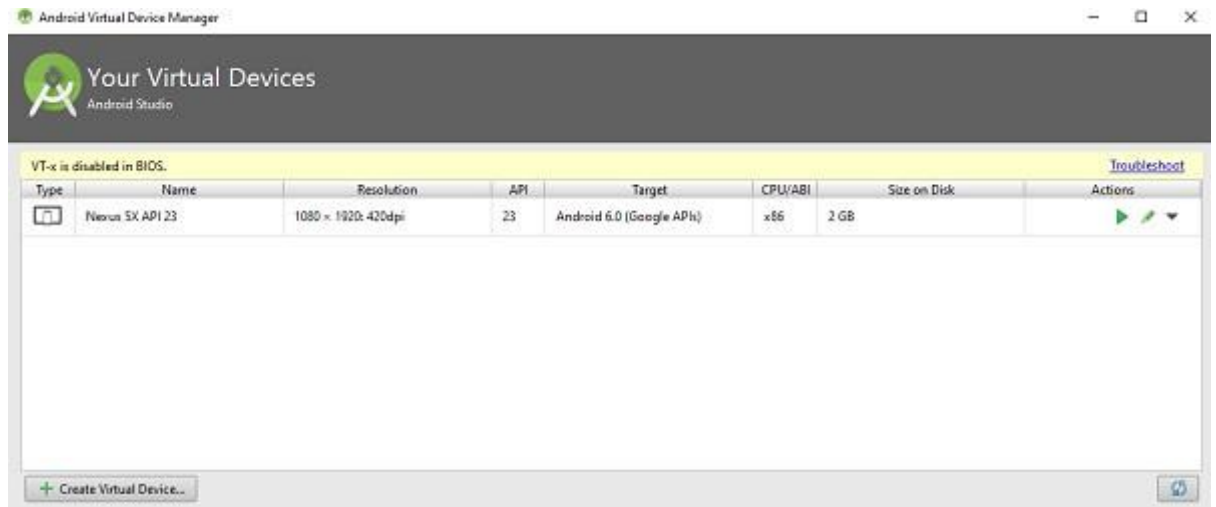 Android Virtual Device Manager
Your Virtual Devices
Android Studio
VT-x is disabled in BIOS. Troubleshoot
Type Name Resolution API Target CPU/ABI Size on Disk Actions
Nexus 5X API 23 1080 × 1920: 420dpi 23 Android 6.0 (Google APIs) x86 2 GB
Create Virtual Device...